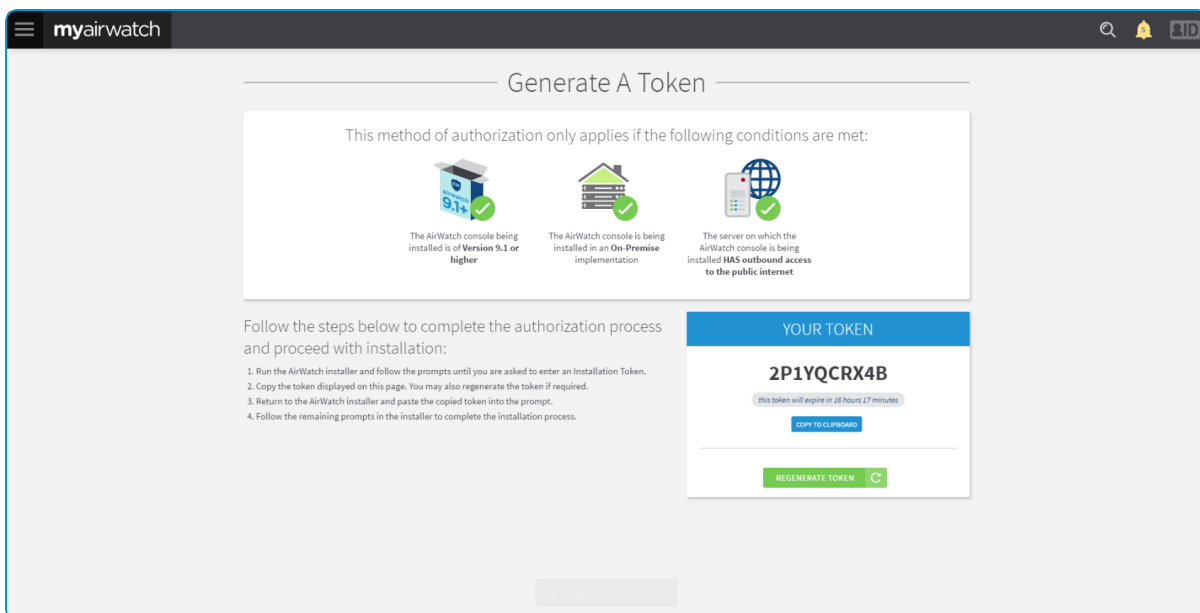 myairwatch
5
ID
Generate A Token
This method of authorization only applies if the following conditions are met:
airwatch
9.1+
The AirWatch console being
installed is of Version 9.1 or
higher
The AirWatch console is being
installed in an On-Premise
implementation
The server on which the
AirWatch console is being
installed HAS outbound access
to the public internet
Follow the steps below to complete the authorization process
and proceed with installation:
1. Run the AirWatch installer and follow the prompts until you are asked to enter an Installation Token.
2. Copy the token displayed on this page. You may also regenerate the token if required.
3. Return to the AirWatch installer and paste the copied token into the prompt.
4. Follow the remaining prompts in the installer to complete the installation process.
YOUR TOKEN
2P1YQCRX4B
this token will expire in 16 hours 17 minutes
COPY TO CLIPBOARD
REGENERATE TOKEN